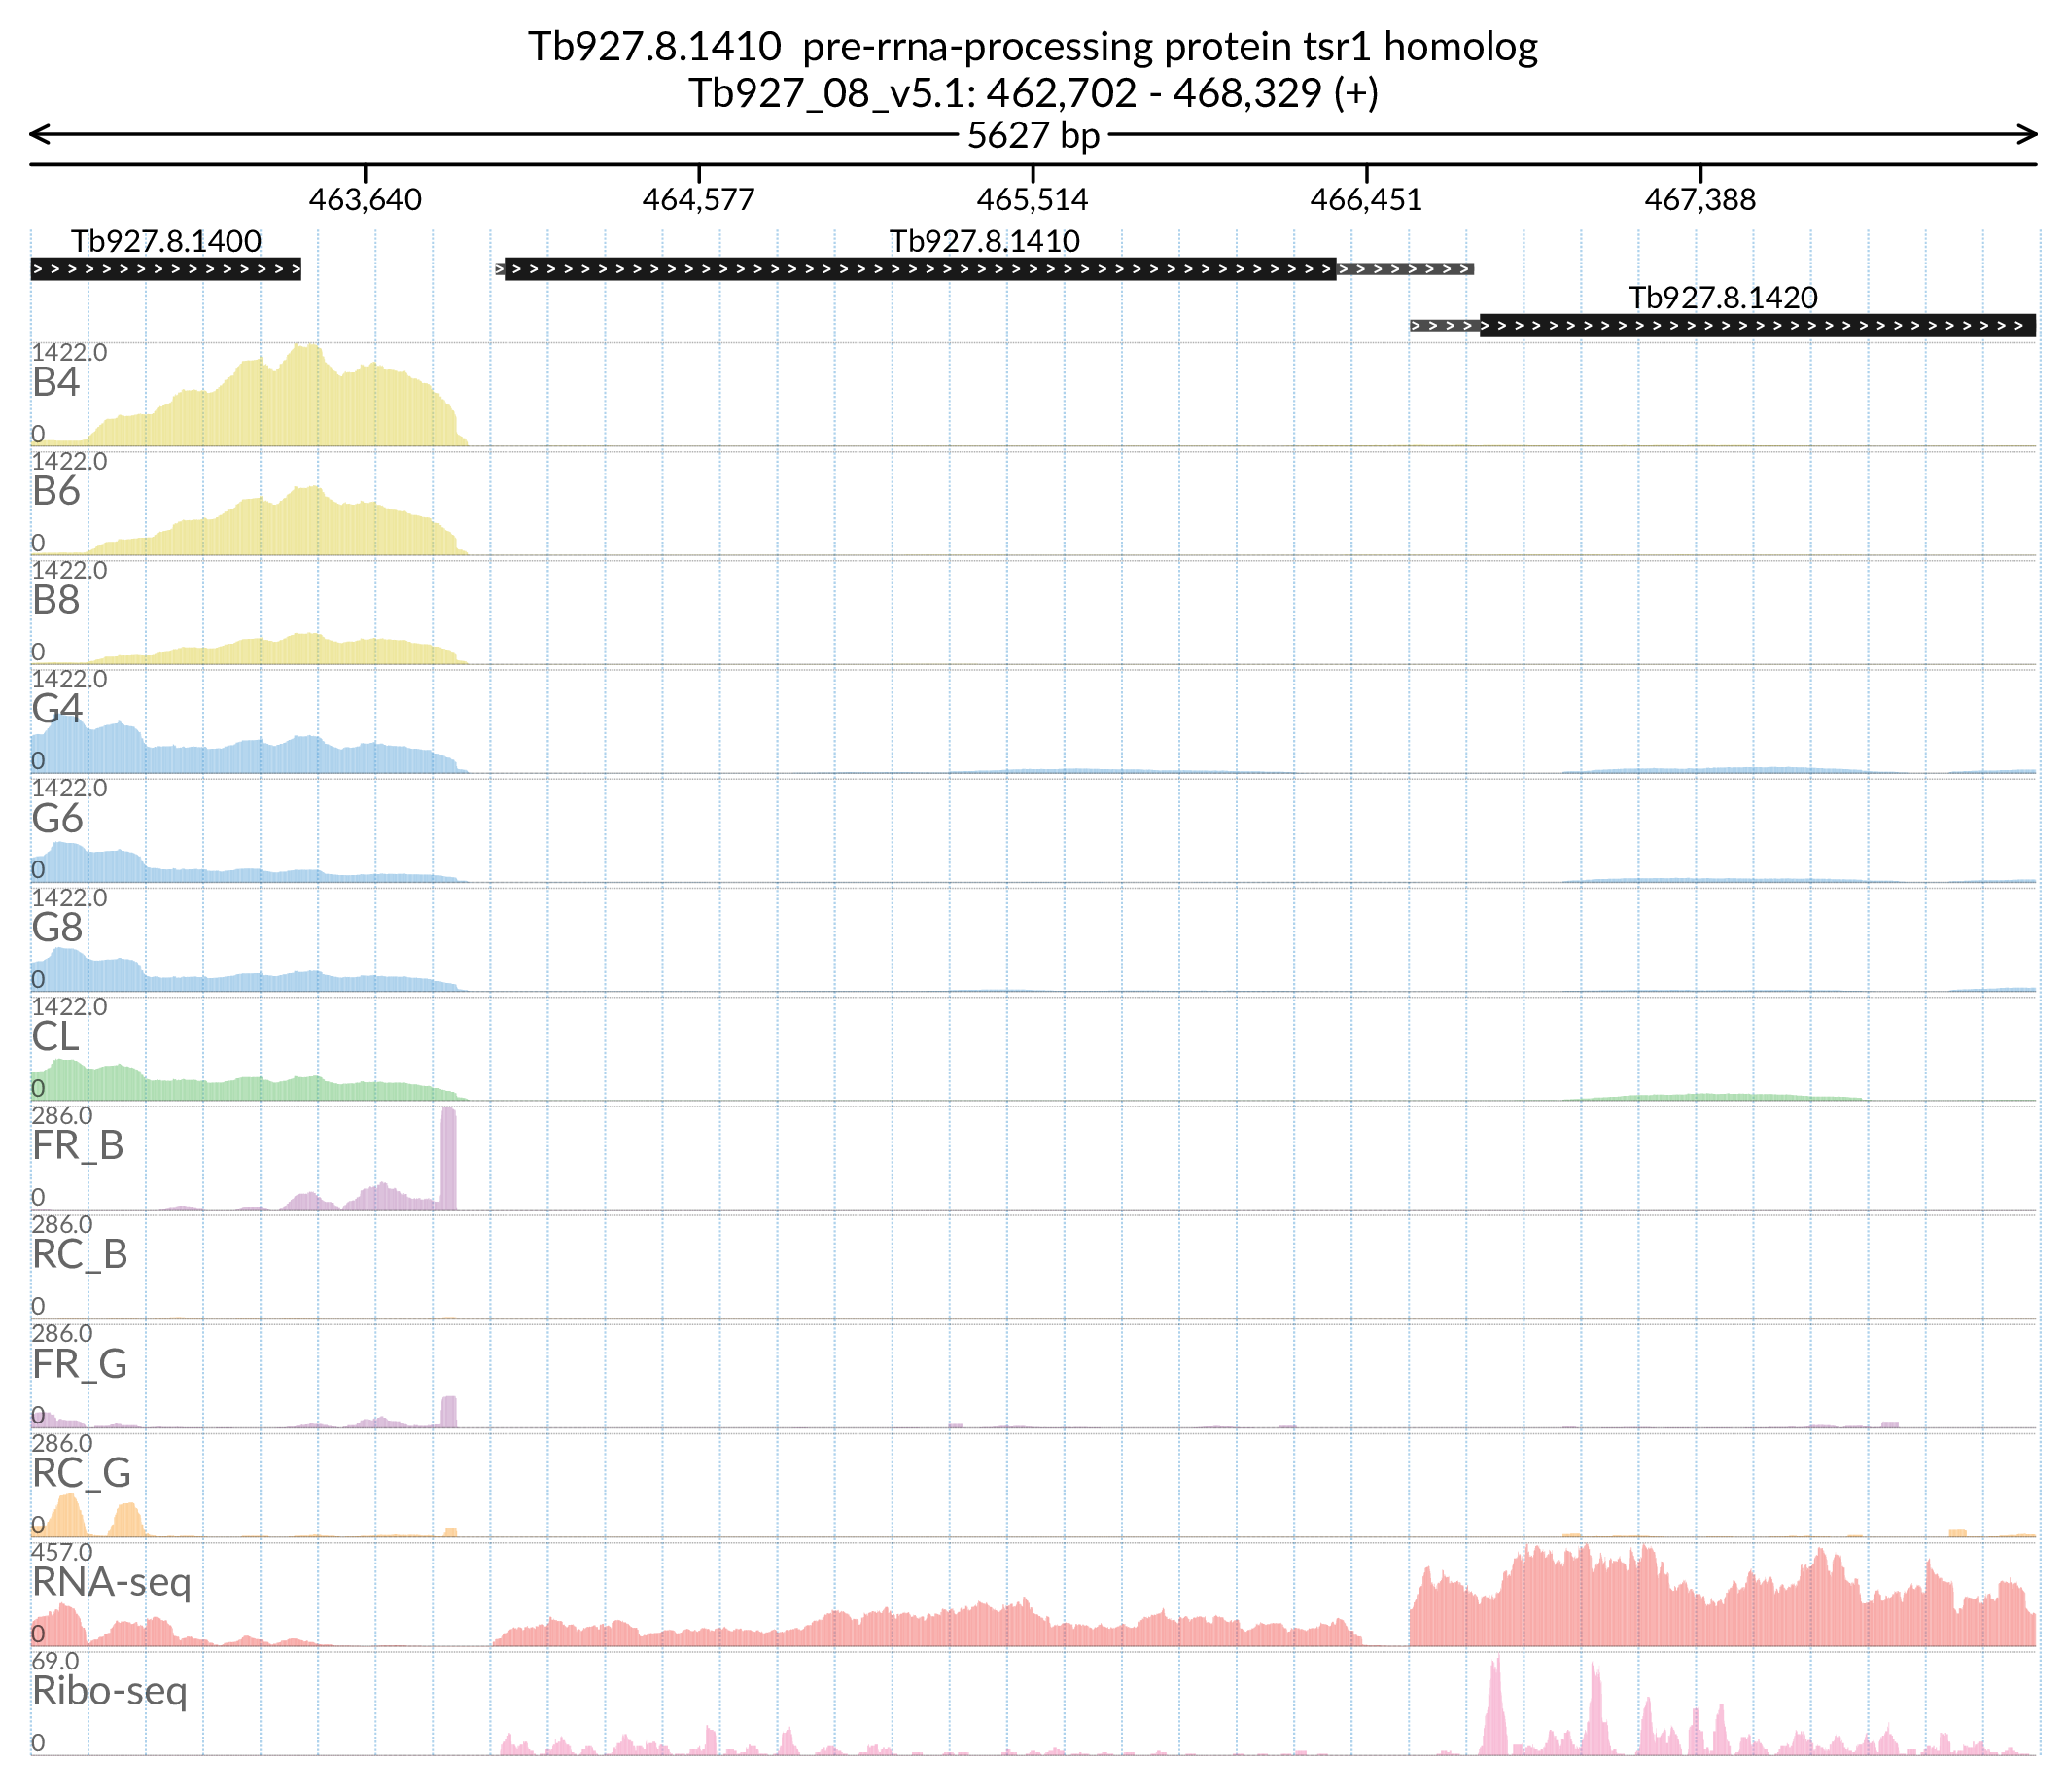 Tb927.8.1410  pre-rrna-processing protein tsr1 homolog
Tb927_08_v5.1: 462,702 - 468,329 (+)
5627 bp
463,640 464,577 465,514 466,451 467,388
Tb927.8.1400 Tb927.8.1410
Tb927.8.1420
1422.0
B4
0
1422.0
B6
0
1422.0
B8
0
1422.0
G4
0
1422.0
G6
0
1422.0
G8
0
1422.0
CL
0
286.0
FR_B
0
286.0
RC_B
0
286.0
FR_G
0
286.0
RC_G
0
457.0
RNA-seq
0
69.0
Ribo-seq
0